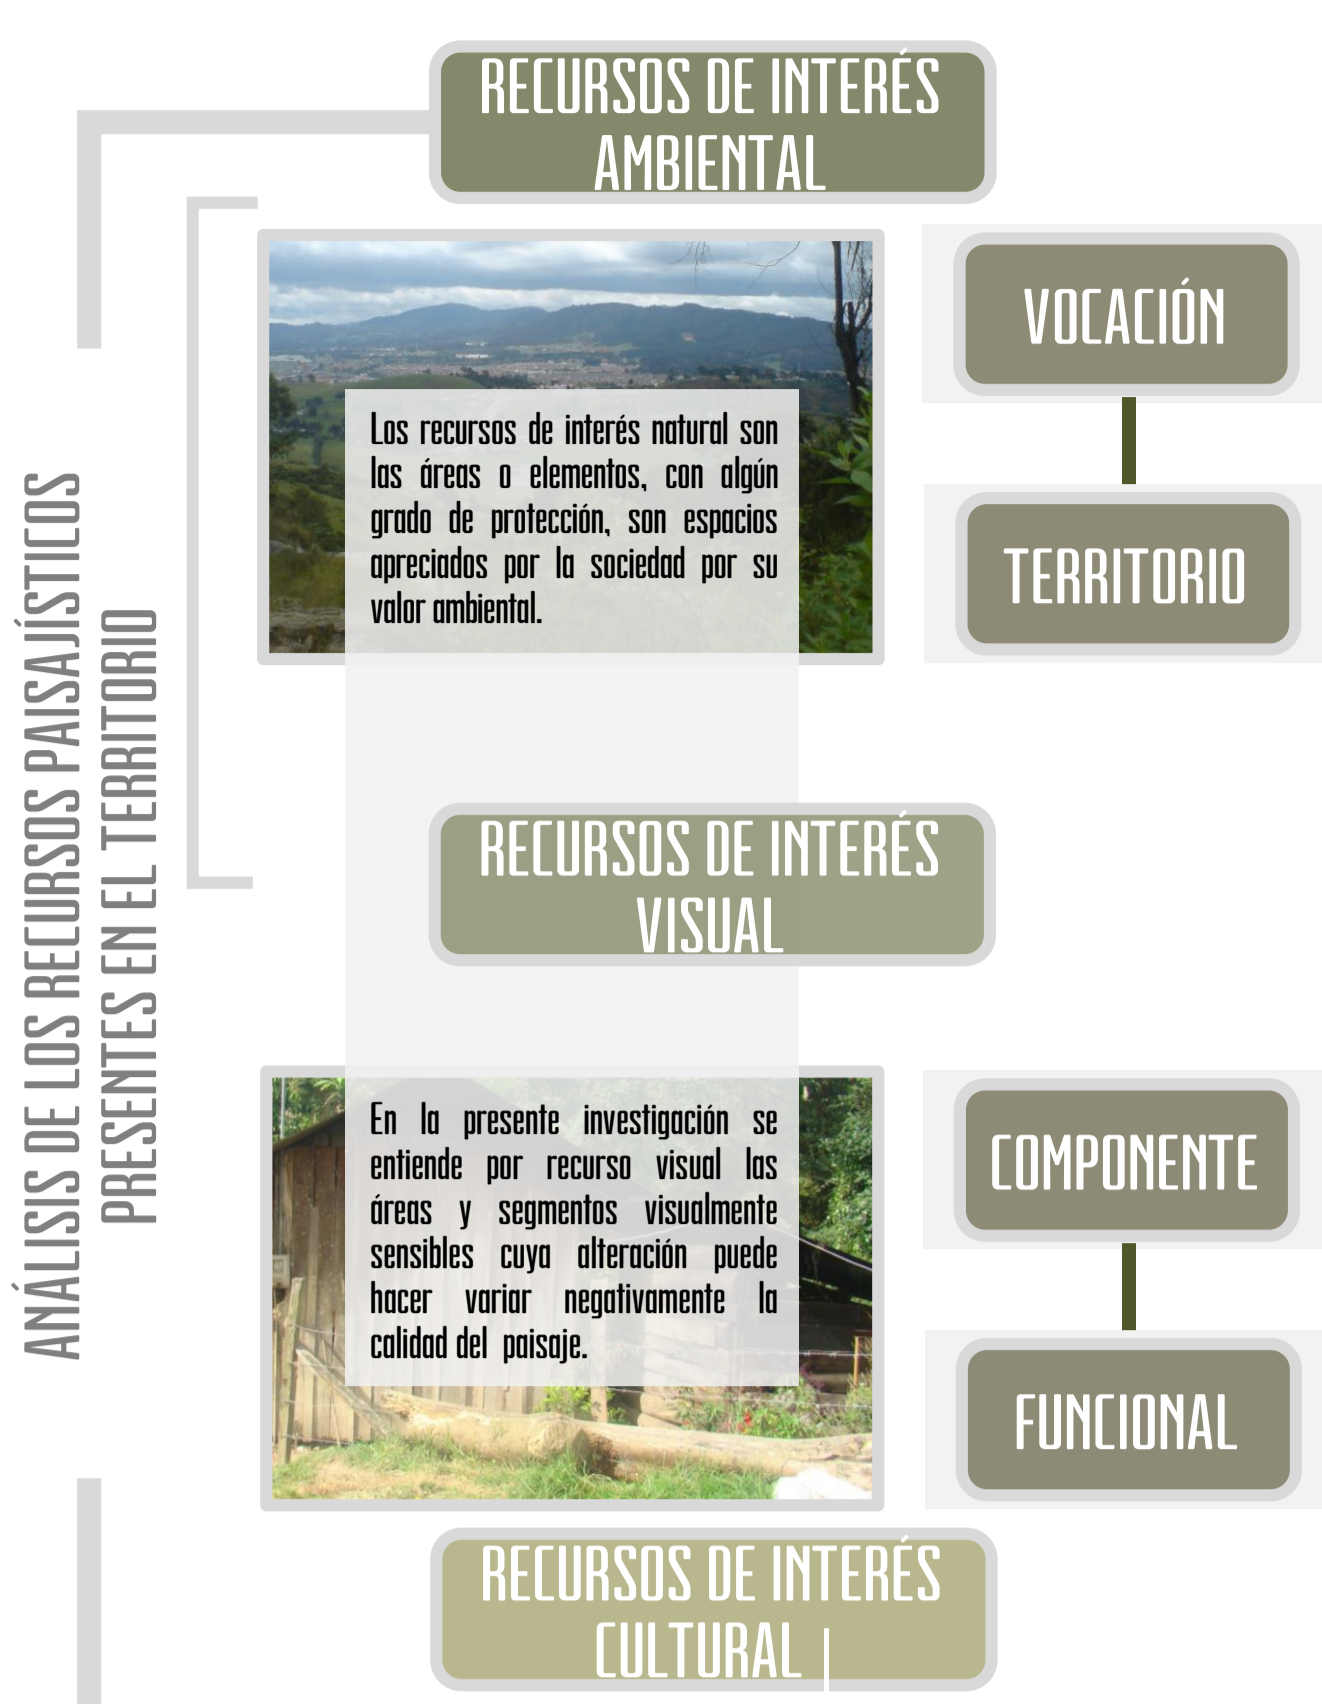 RECURSOS DE INTERÉS
AMBIENTAL
VOCACIÓN
TERRITORIO
Los recursos de interés natural son
las áreas o elementos, con algún
grado de protección, son espacios
apreciados por la sociedad por su
valor ambiental.
ANÁLISIS DE LOS RECURSOS PAISAJÍSTICOS
PRESENTES EN EL TERRITORIO
RECURSOS DE INTERÉS
VISUAL
En la presente investigación se
entiende por recurso visual las
áreas y segmentos visualmente
sensibles cuya alteración puede
hacer variar negativamente la
calidad del paisaje.
COMPONENTE
FUNCIONAL
RECURSOS DE INTERÉS
CULTURAL